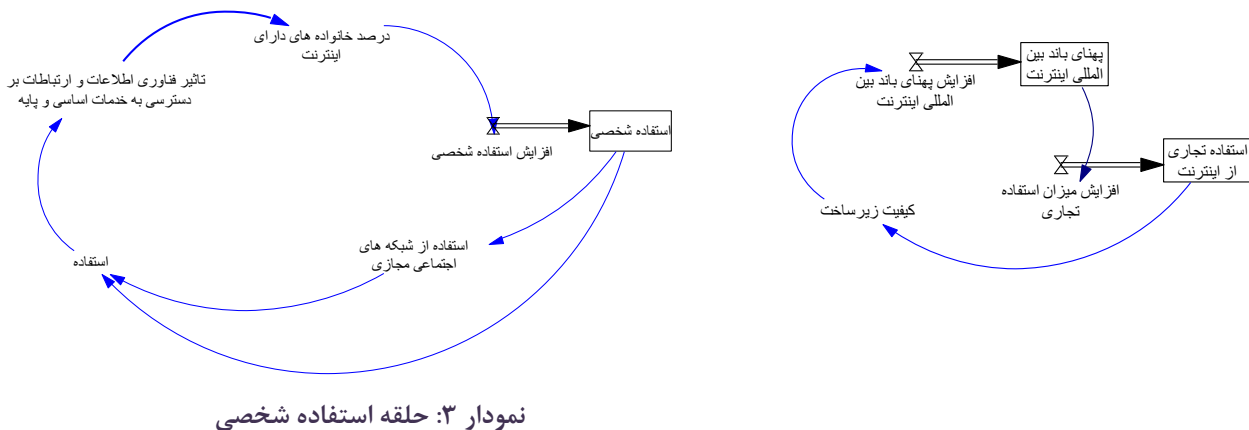 درصد خانواده های دارای
اینترنت
تاثیر فناوری اطلاعات و ارتباطات بر
دسترسی به خدمات اساسی و پایه
استفاده شخصی
افزایش استفاده شخصی
استفاده از شبکه های
اجتماعی مجازی
استفاده
پهنای باند بین
المللی اینترنت
افزایش پهنای باند بین
المللی اینترنت
استفاده تجاری
از اینترنت
افزایش میزان استفاده
تجاری
کیفیت زیرساخت
نمودار ۳: حلقه استفاده شخصی